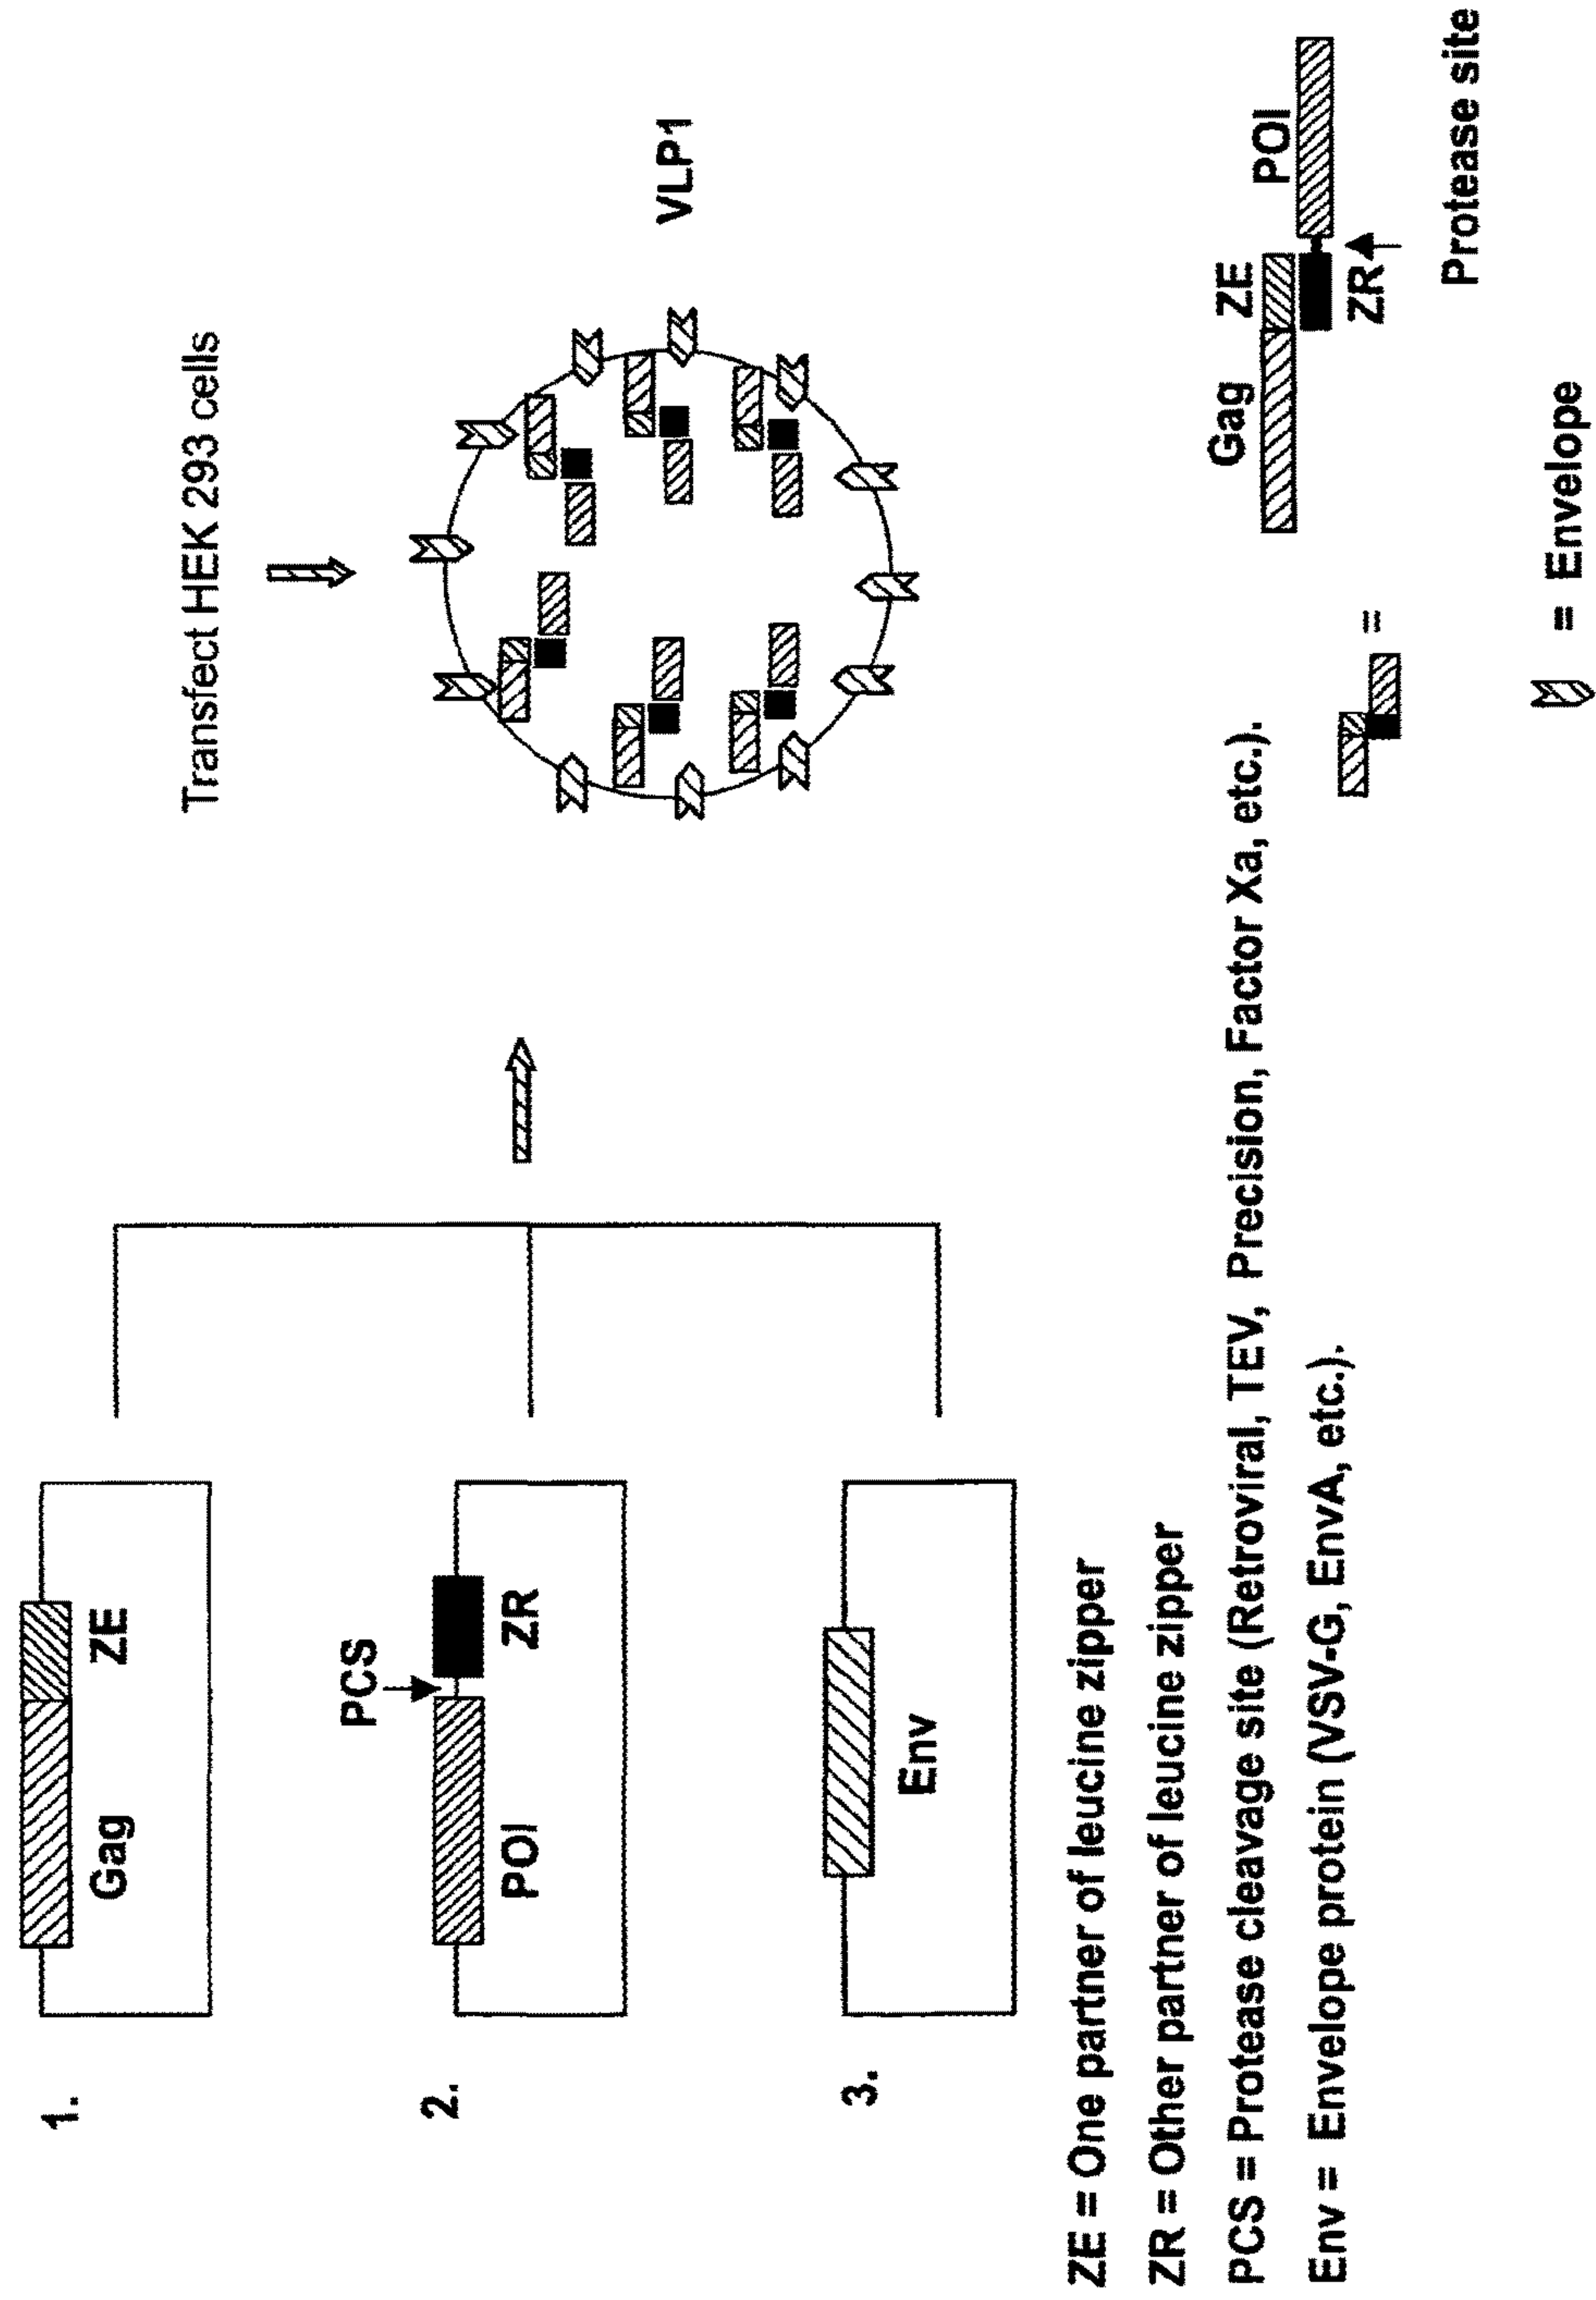 Transfect HEK 293 cells
1.
Gag ZE
PCS
2.
POI ZR
3.
Env
VLP1
ZE = One partner of leucine zipper
ZR = Other partner of leucine zipper
PCS = Protease cleavage site (Retroviral, TEV, Precision, Factor Xa, etc.).
Env = Envelope protein (VSV-G, EnvA, etc.).
=
Gag ZE
POI
ZR
Protease site
= Envelope